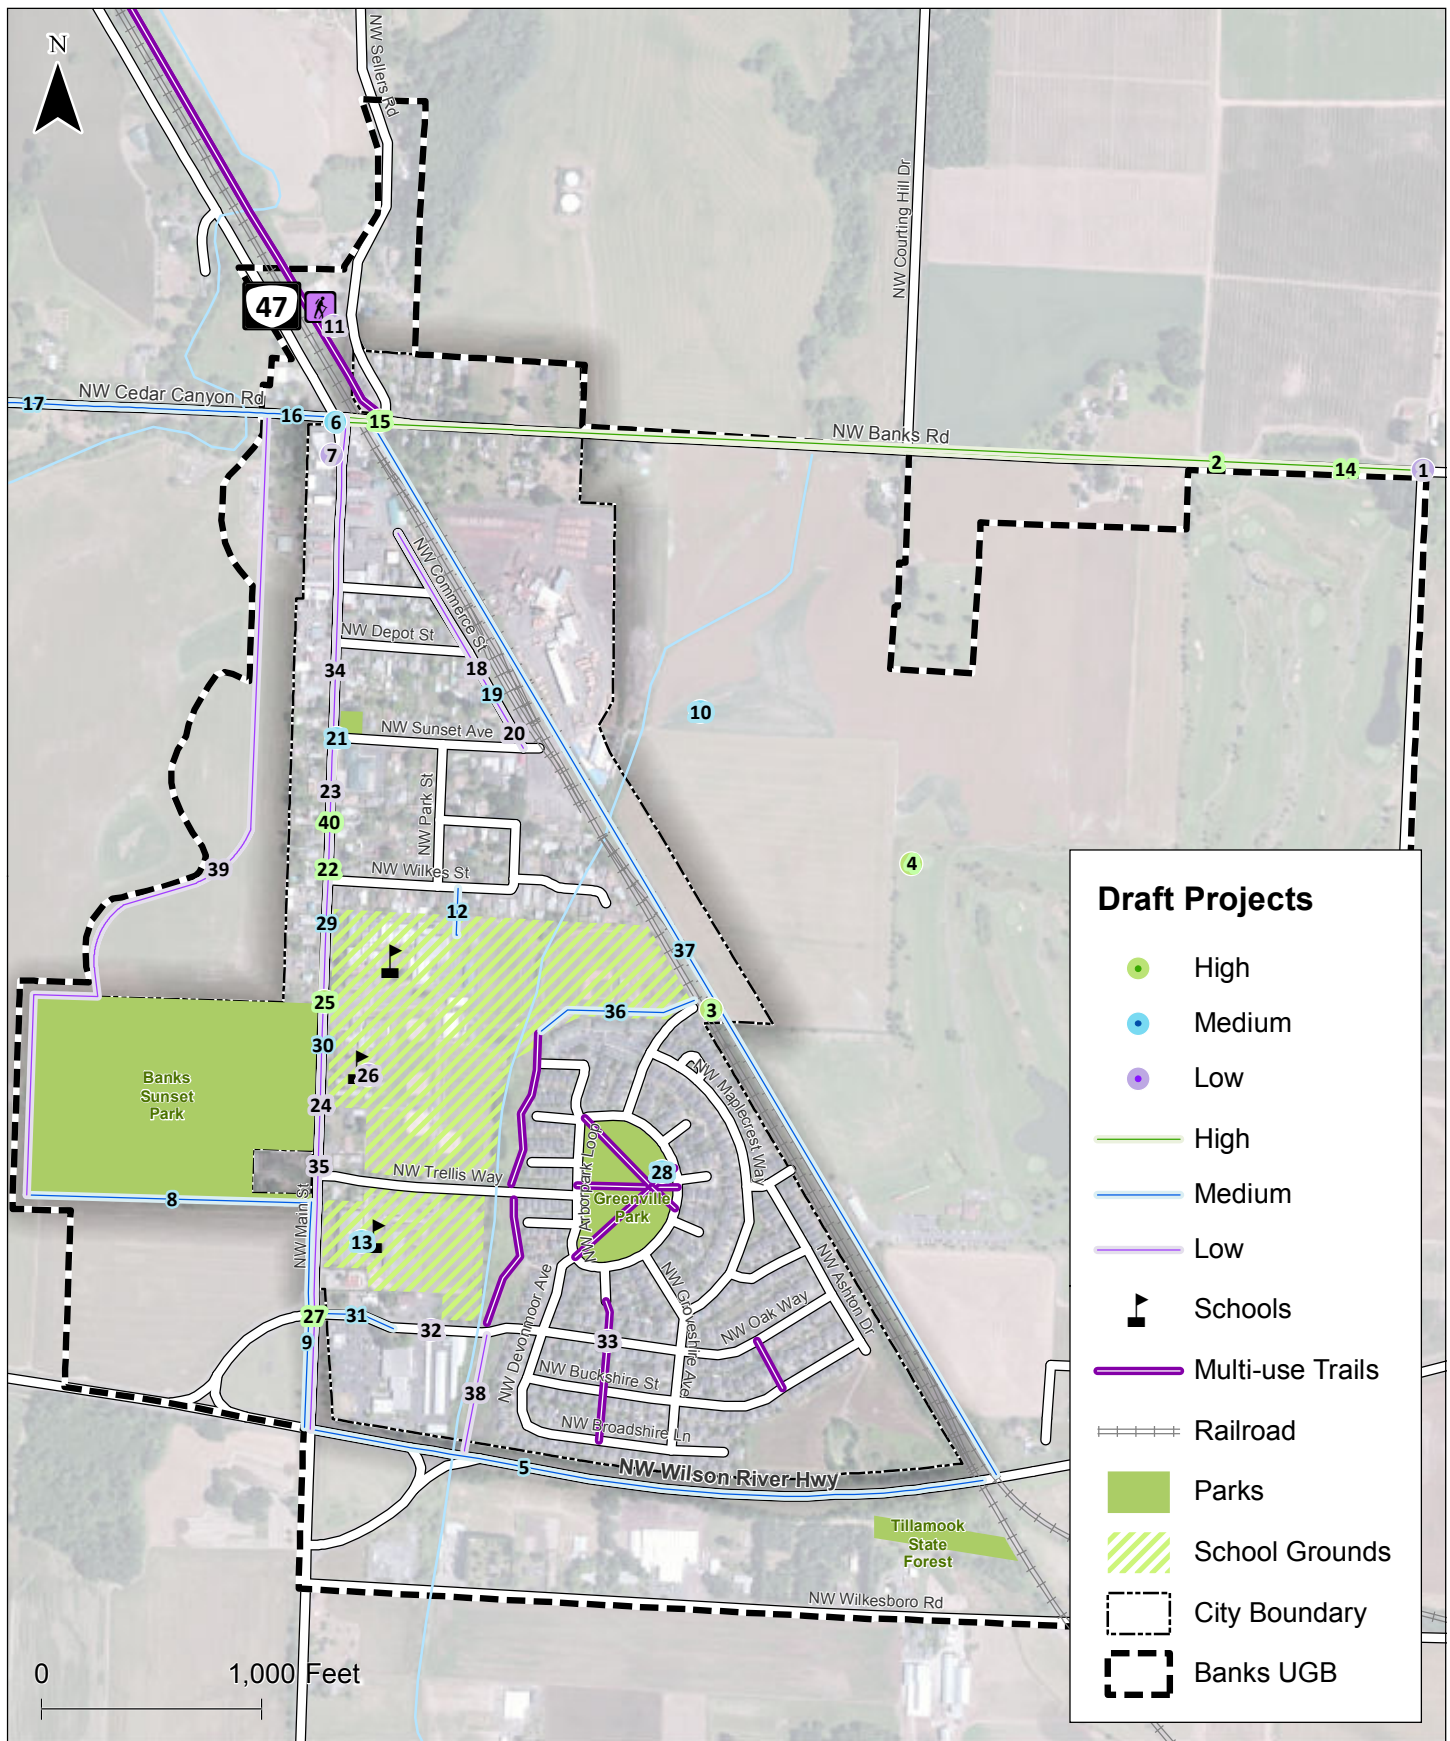 N
NW Sellers Rd
NW Courting Hill Dr
47
11
NW Cedar Canyon Rd
17
16
6
15
7
NW Banks Rd
2
14
1
NW Commerce St
NW Depot St
34
18
19
10
NW Sunset Ave
20
21
NW Park St
23
40
4
39
22
NW Wilkes St
12
29
37
25
36
3
30
26
Banks
Sunset
Park
24
NW Maplecrest Way
NW Arborpark Loop
35
NW Trellis Way
28
Greenville
Park
8
NW Main St
13
NW Ashton Dr
NW Devonmoor Ave
NW Groveshire Ave
NW Oak Way
27
31
32
33
9
NW Buckshire St
38
NW Broadshire Ln
5
NW Wilson River Hwy
Tillamook
State
Forest
NW Wilkesboro Rd
0
1,000 Feet
Draft Projects
High
Medium
Low
High
Medium
Low
Schools
Multi-use Trails
Railroad
Parks
School Grounds
City Boundary
Banks UGB